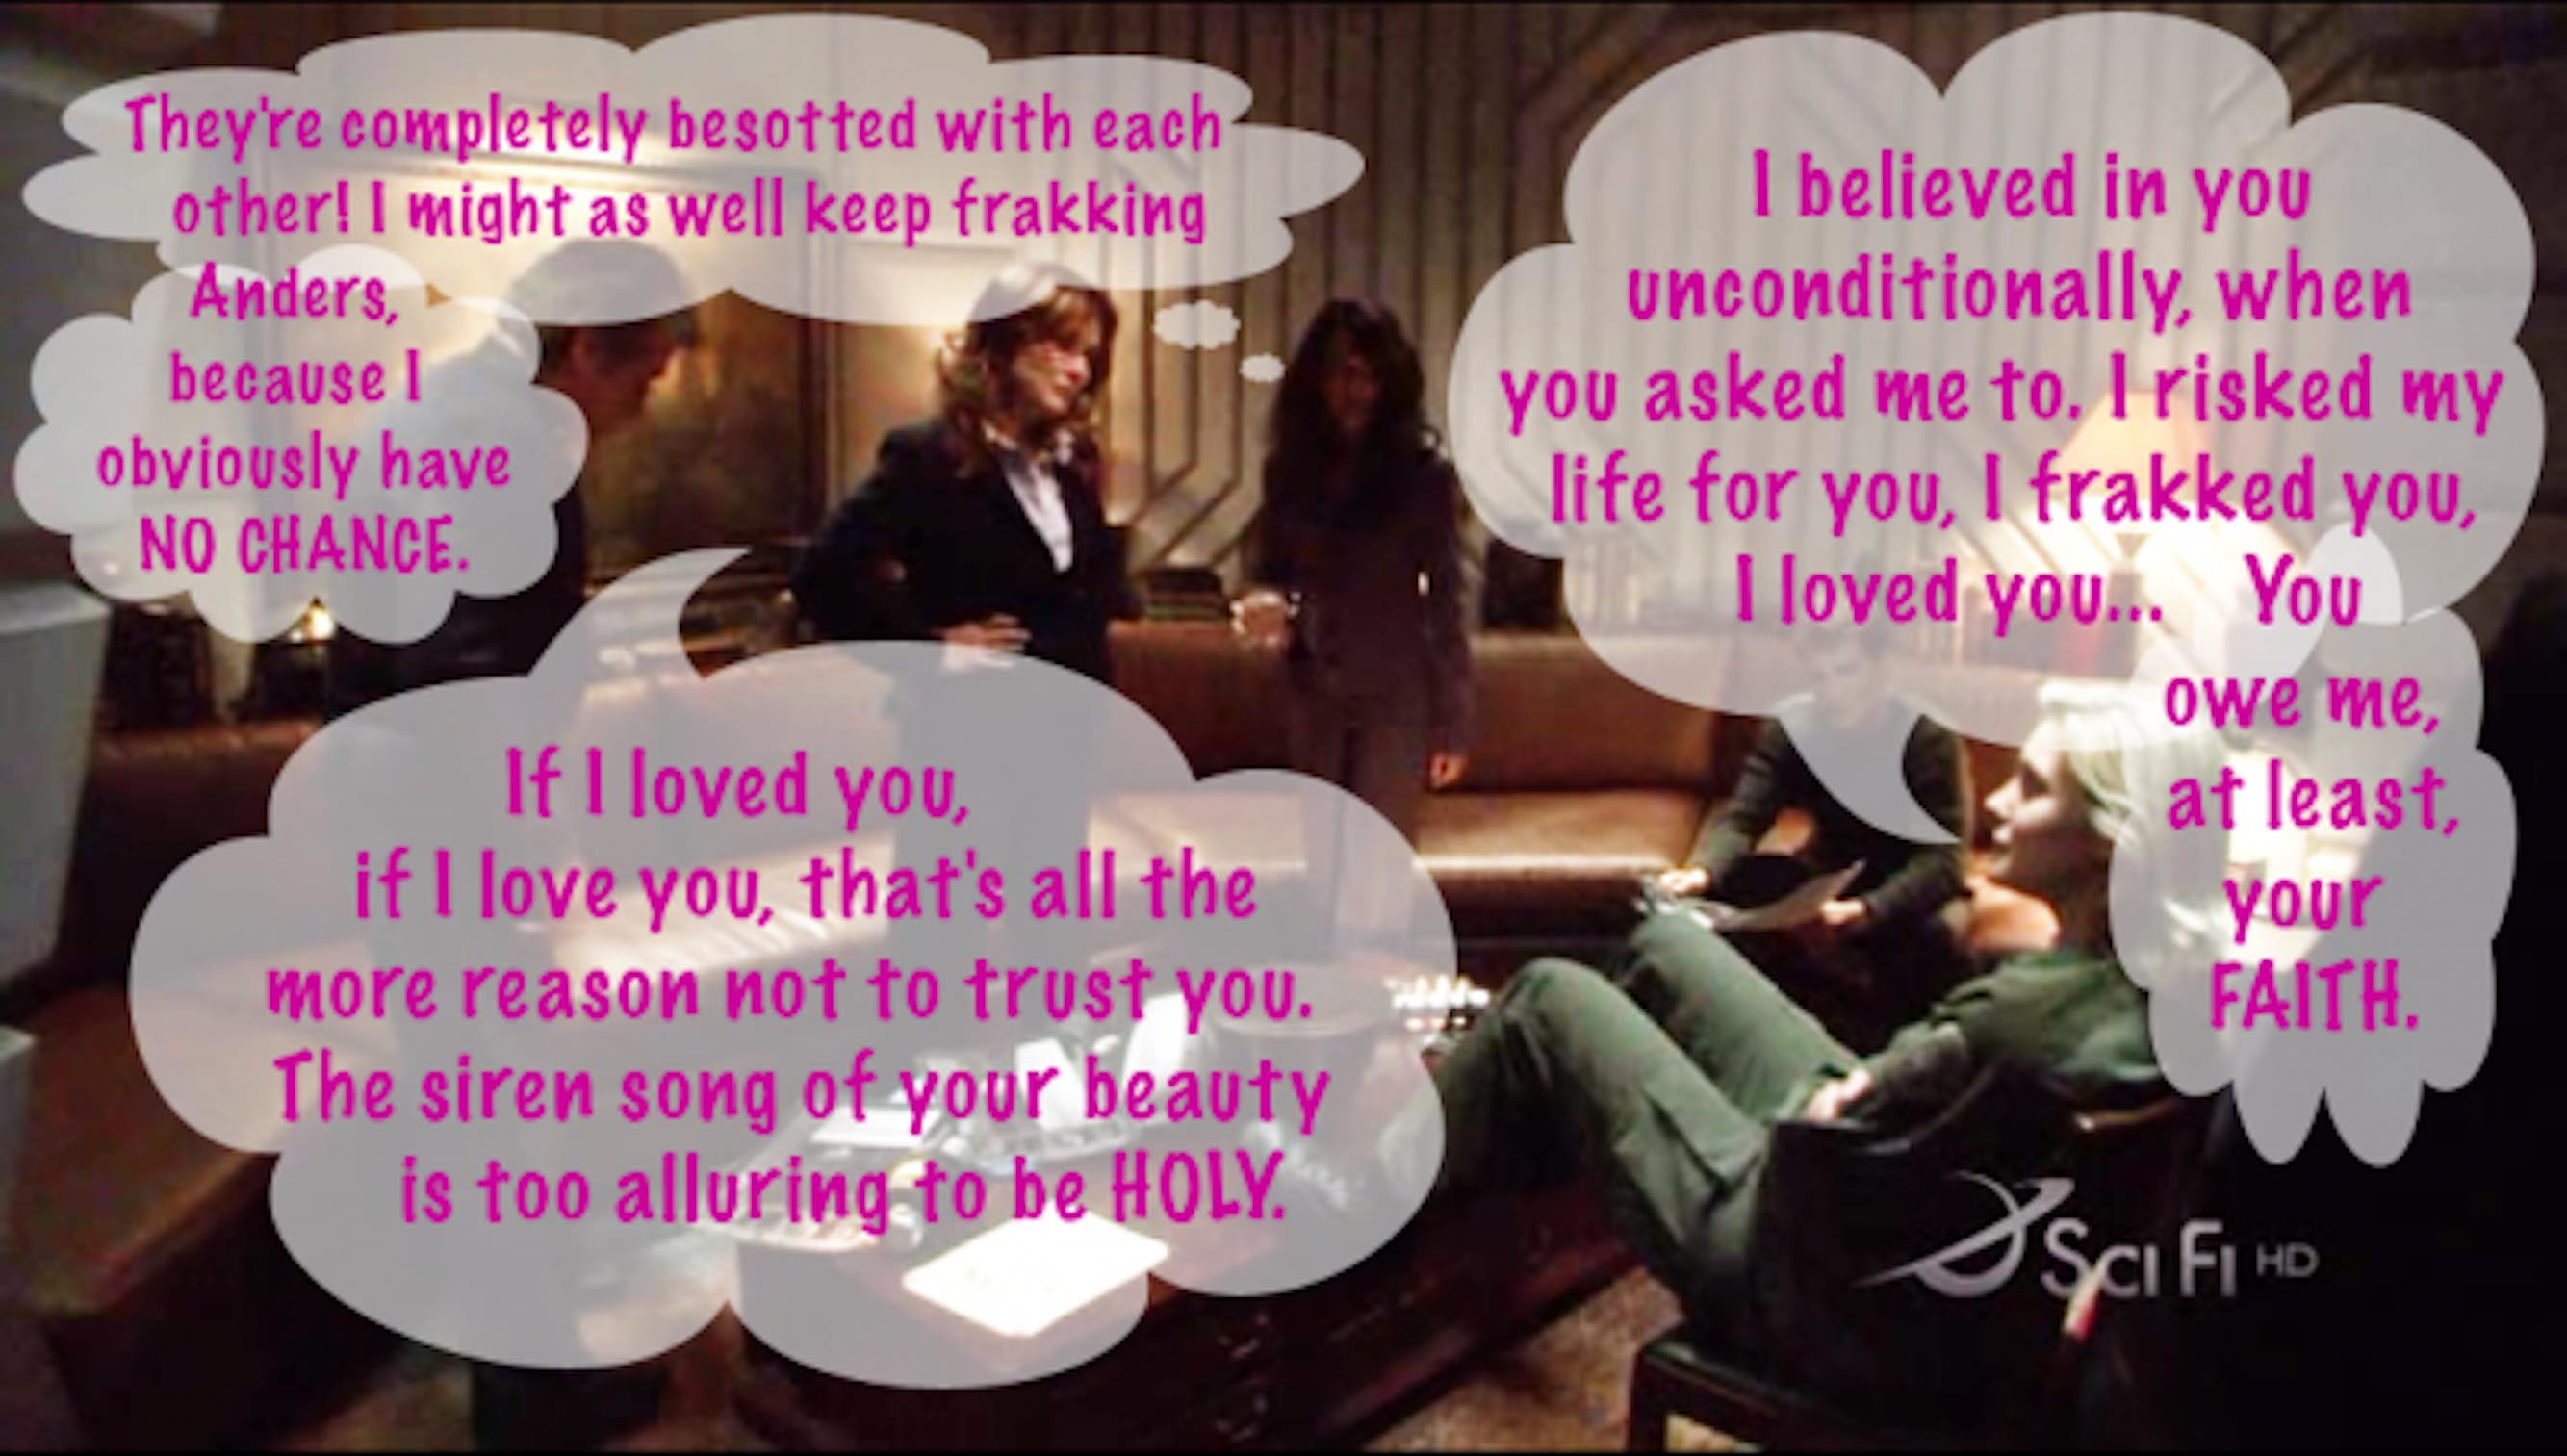 They're completely besotted with each
other! I might as well keep frakking
Anders,
because I
obviously have
NO CHANCE.
I believed in you
unconditionally, when
you asked me to. I risked my
life for you, I frakked you,
I loved you... You
owe me,
at least,
your
FAITH.
If I loved you,
if I love you, that's all the
more reason not to trust you.
The siren song of your beauty
is too alluring to be HOLY.
SCI FI HD